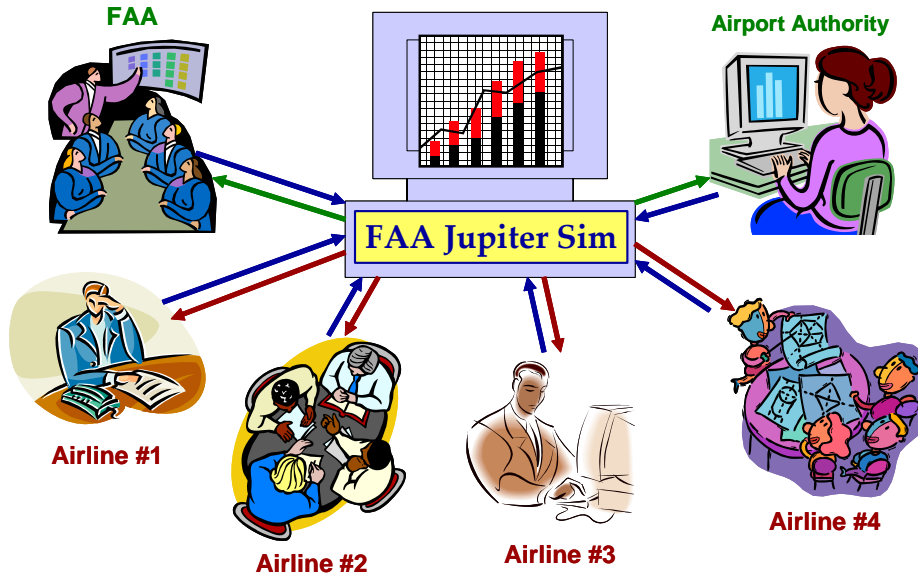 FAA
Airport Authority
FAA Jupiter Sim
Airline #1
Airline #2
Airline #3
Airline #4